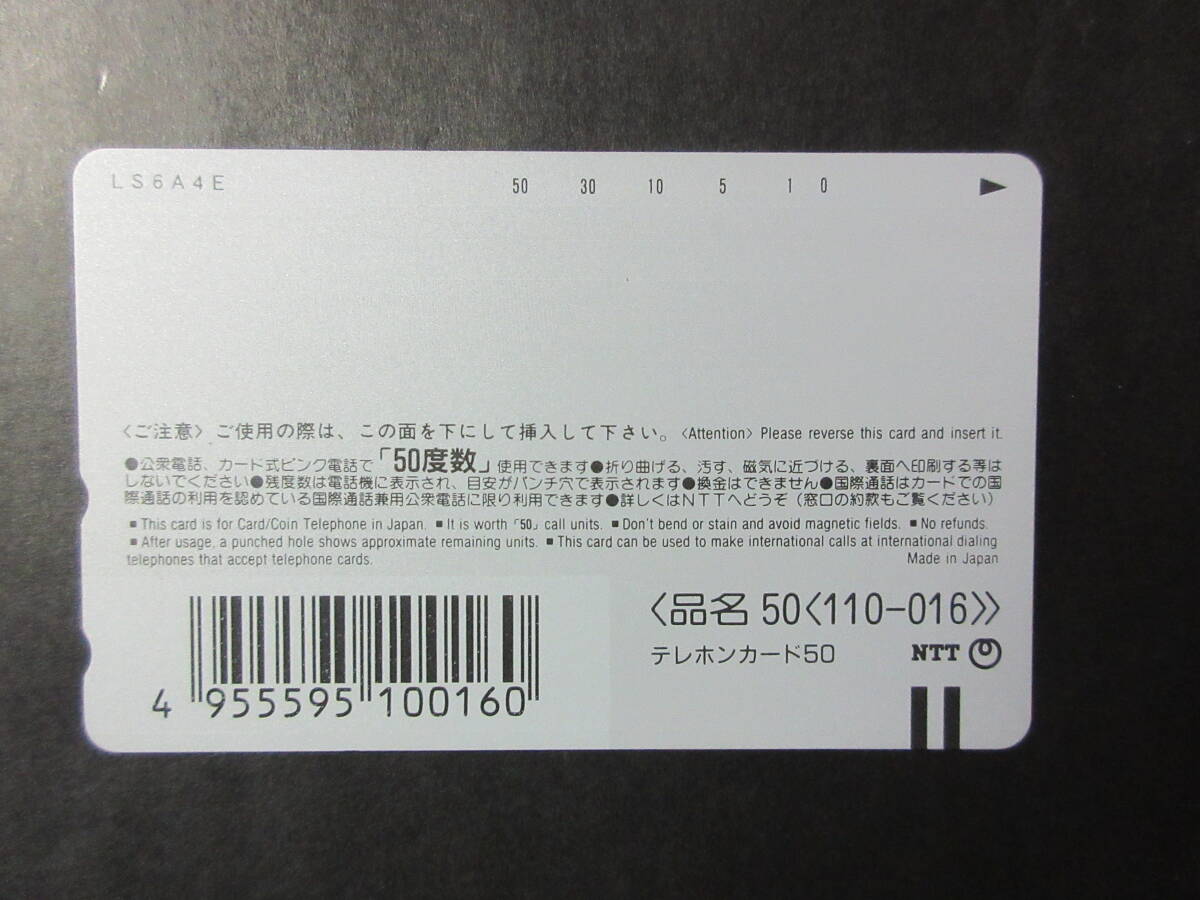 LS6A4E 50 30 10 5 1 0
〈ご注意〉ご使用の際は、この面を下にして挿入して下さい。〈Attention〉Please reverse this card and insert it.
●公衆電話、カード式ピンク電話で「50度数」使用できます●折り曲げる、汚す、磁気に近づける、裏面へ印刷する等は
しないでください●残度数は電話機に表示され、目安がパンチ穴で表示されます●換金はできません●国際通話はカードでの国
際通話の利用を認めている国際通話兼用公衆電話に限り利用できます●詳しくはNTTへどうぞ（窓口の約款もご覧ください）
■This card is for Card/Coin Telephone in Japan. ■It is worth「50」call units. ■Don't bend or stain and avoid magnetic fields. ■No refunds.
■After usage, a punched hole shows approximate remaining units. ■This card can be used to make international calls at international dialing
telephones that accept telephone cards. Made in Japan
〈品名 50〈110-016〉〉
テレホンカード50 NTT
4 955595 100160